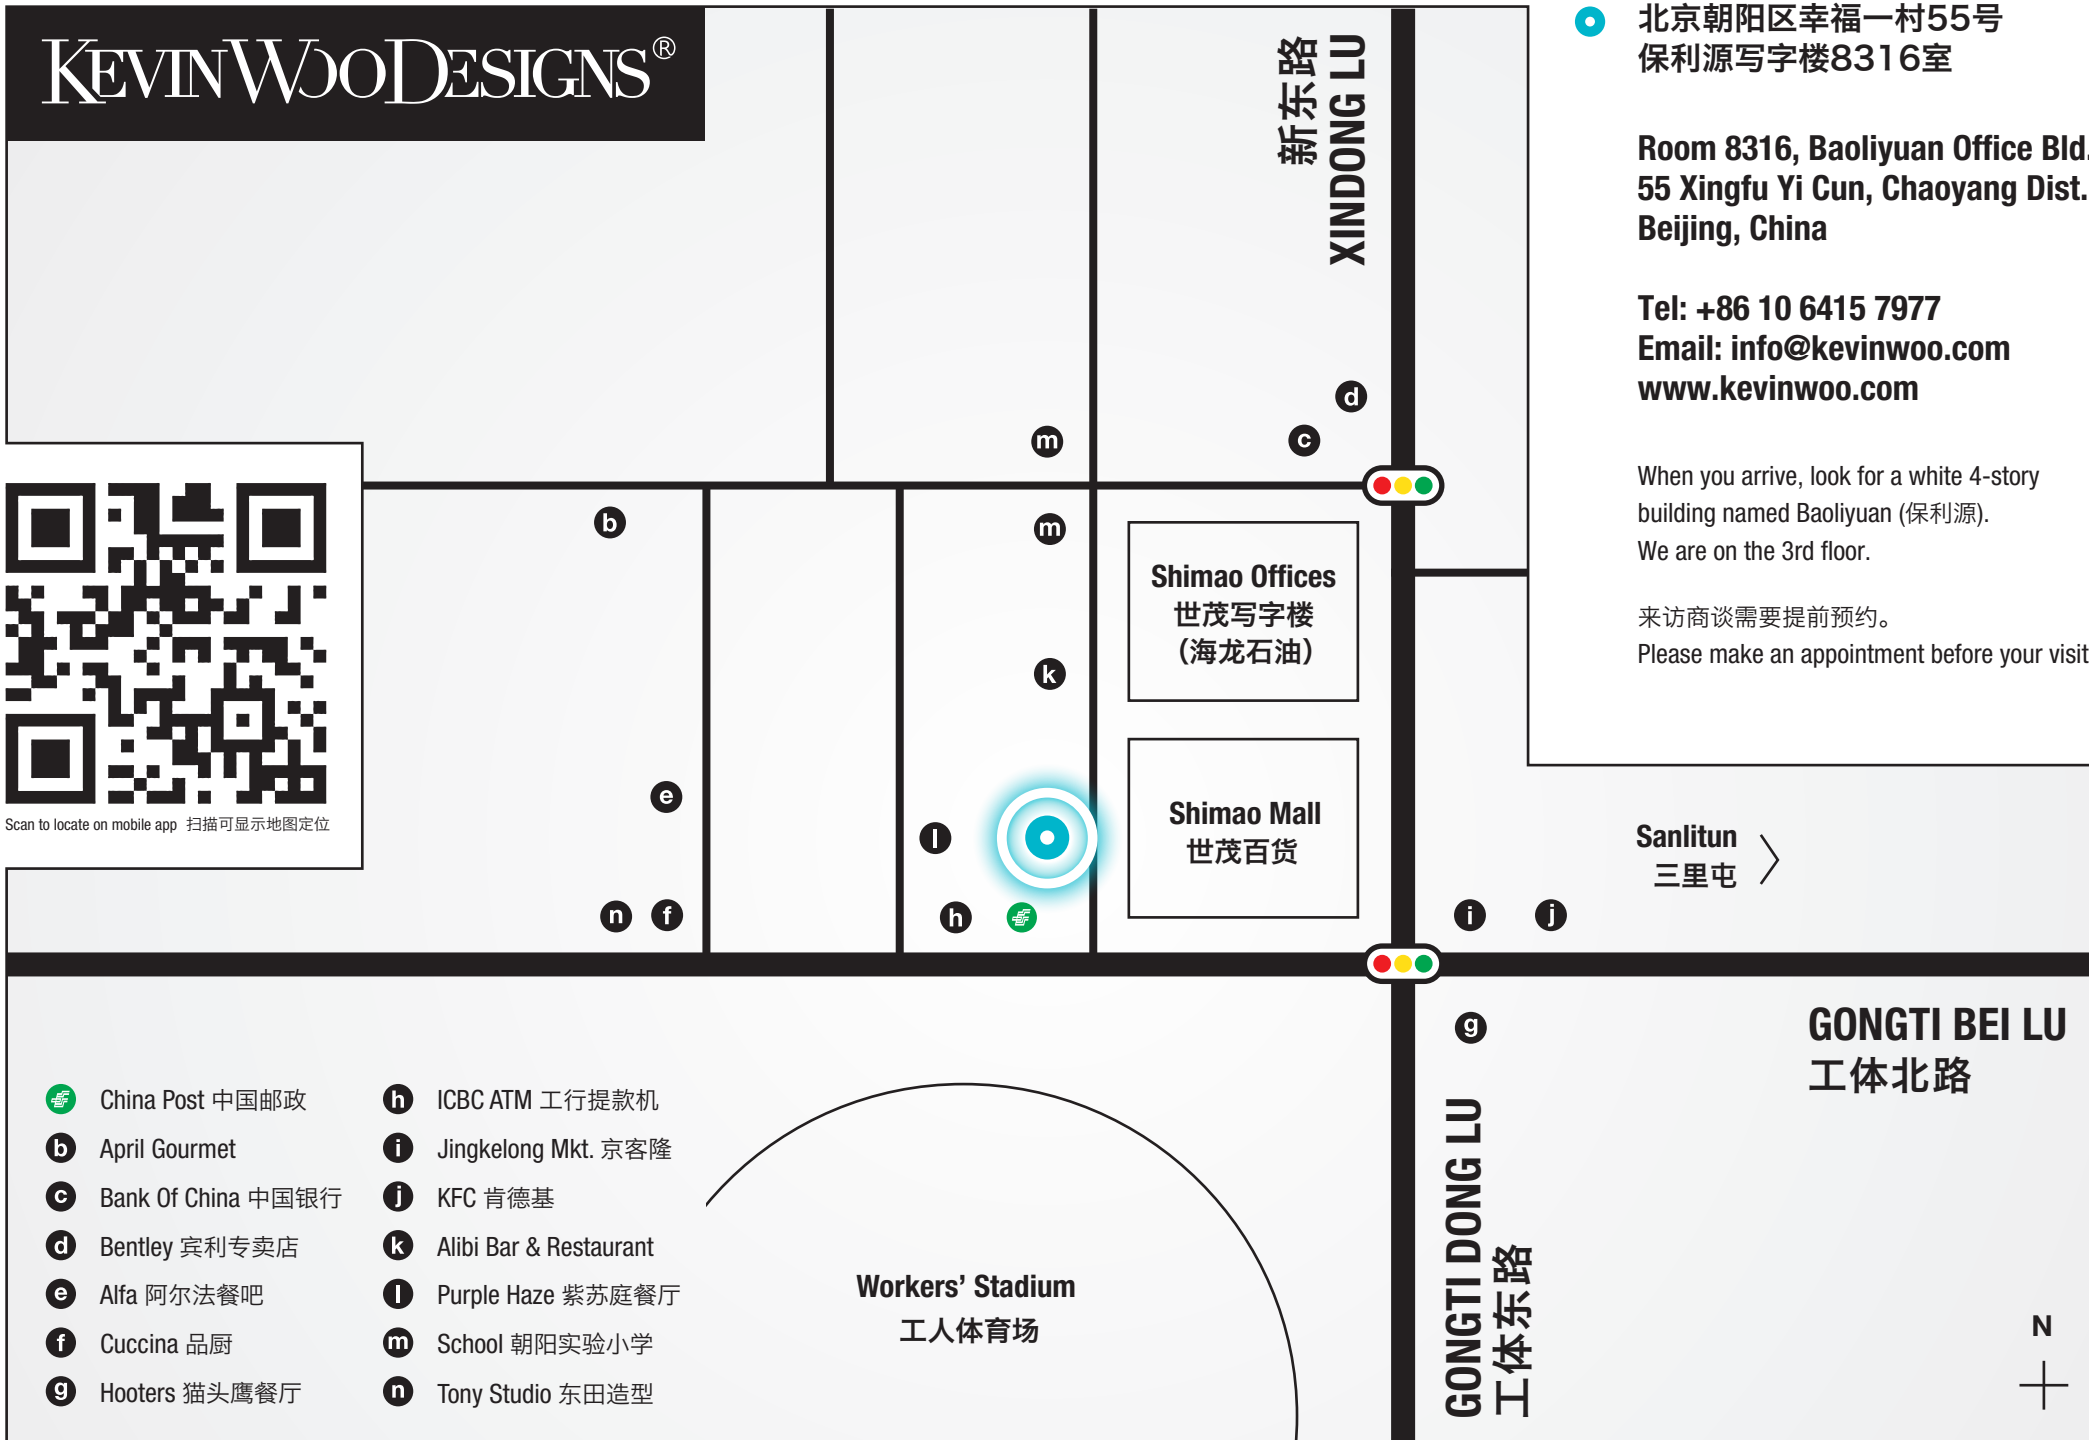 KEVIN WOO DESIGNS®
新东路
XINDONG LU
北京朝阳区幸福一村55号
保利源写字楼8316室
Room 8316, Baoliyuan Office Bld.
55 Xingfu Yi Cun, Chaoyang Dist.
Beijing, China
Tel: +86 10 6415 7977
Email: info@kevinwoo.com
www.kevinwoo.com
When you arrive, look for a white 4-story
building named Baoliyuan (保利源).
We are on the 3rd floor.
来访商谈需要提前预约。
Please make an appointment before your visit
d
c
m
b
m
Shimao Offices
世茂写字楼
（海龙石油）
k
e
l
Shimao Mall
世茂百货
Scan to locate on mobile app 扫描可显示地图定位
Sanlitun
三里屯
n
f
h
i
j
g
GONGTI BEI LU
工体北路
GONGTI DONG LU
工体东路
Workers’ Stadium
工人体育场
China Post 中国邮政
b April Gourmet
c Bank Of China 中国银行
d Bentley 宾利专卖店
e Alfa 阿尔法餐吧
f Cuccina 品厨
g Hooters 猫头鹰餐厅
h ICBC ATM 工行提款机
i Jingkelong Mkt. 京客隆
j KFC 肯德基
k Alibi Bar & Restaurant
l Purple Haze 紫苏庭餐厅
m School 朝阳实验小学
n Tony Studio 东田造型
N